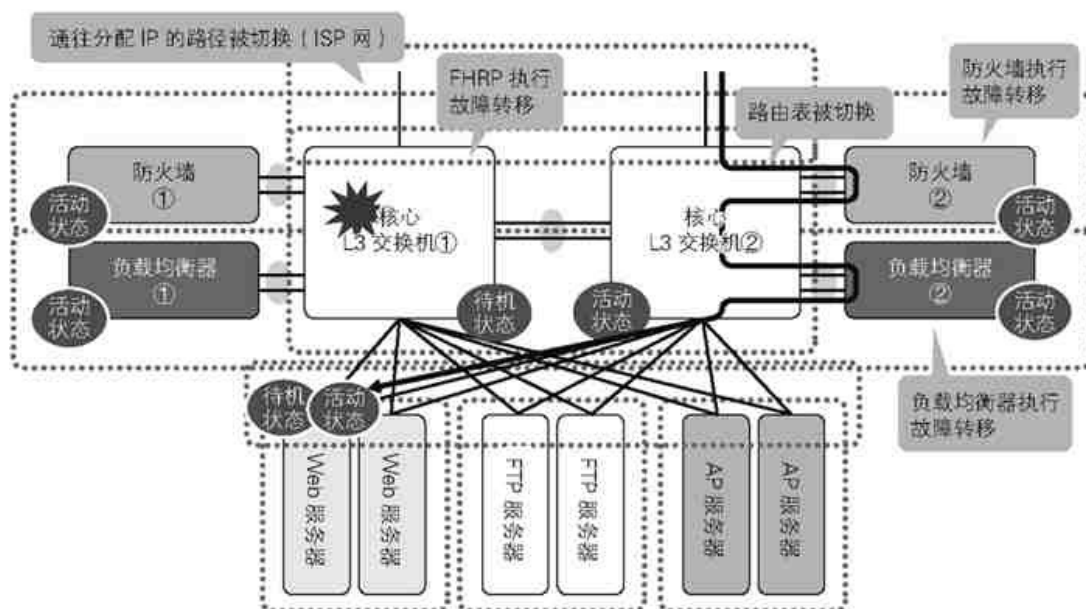 通往分配 IP 的路径被切换（ISP 网）
FHRP 执行
故障转移
防火墙执行
故障转移
路由表被切换
防火墙
①
活动
状态
核心
L3 交换机①
核心
L3 交换机②
防火墙
②
活动
状态
负载均衡器
①
活动
状态
待机
状态
活动
状态
负载均衡器
②
活动
状态
负载均衡器执行
故障转移
待机
状态
活动
状态
Web 服务器
Web 服务器
FTP 服务器
FTP 服务器
AP 服务器
AP 服务器